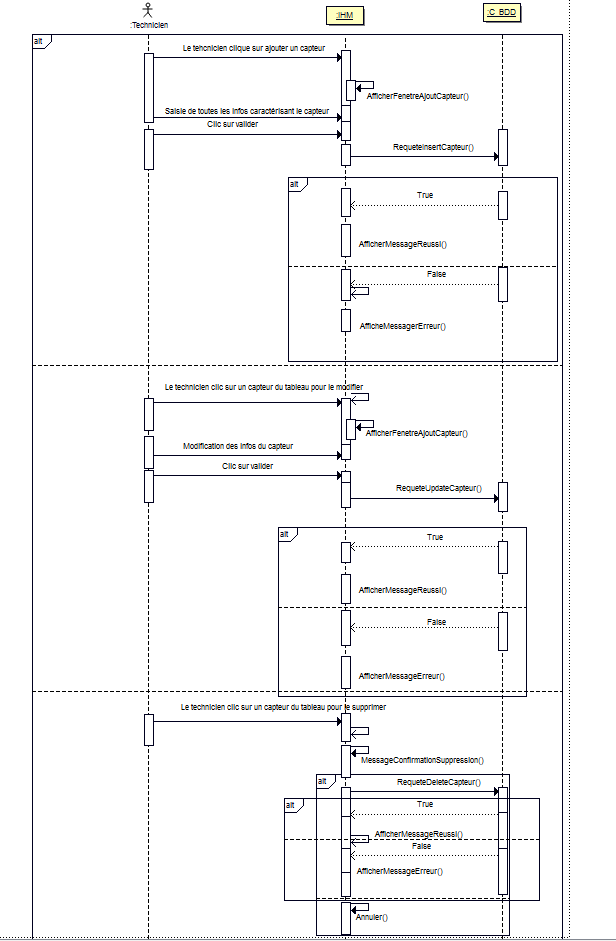 :Technicien
:IHM
:C_BDD
alt
Le tehcnicien clique sur ajouter un capteur
AfficherFenetreAjoutCapteur()
Saisie de toutes les infos caractérisant le capteur
Clic sur valider
RequeteInsertCapteur()
alt
True
AfficherMessageReussi()
False
AfficheMessagerErreur()
Le technicien clic sur un capteur du tableau pour le modifier
AfficherFenetreAjoutCapteur()
Modification des infos du capteur
Clic sur valider
RequeteUpdateCapteur()
alt
True
AfficherMessageReussi()
False
AfficherMessageErreur()
Le technicien clic sur un capteur du tableau pour le supprimer
MessageConfirmationSuppression()
alt
RequeteDeleteCapteur()
alt
True
AfficherMessageReussi()
False
AfficherMessageErreur()
Annuler()